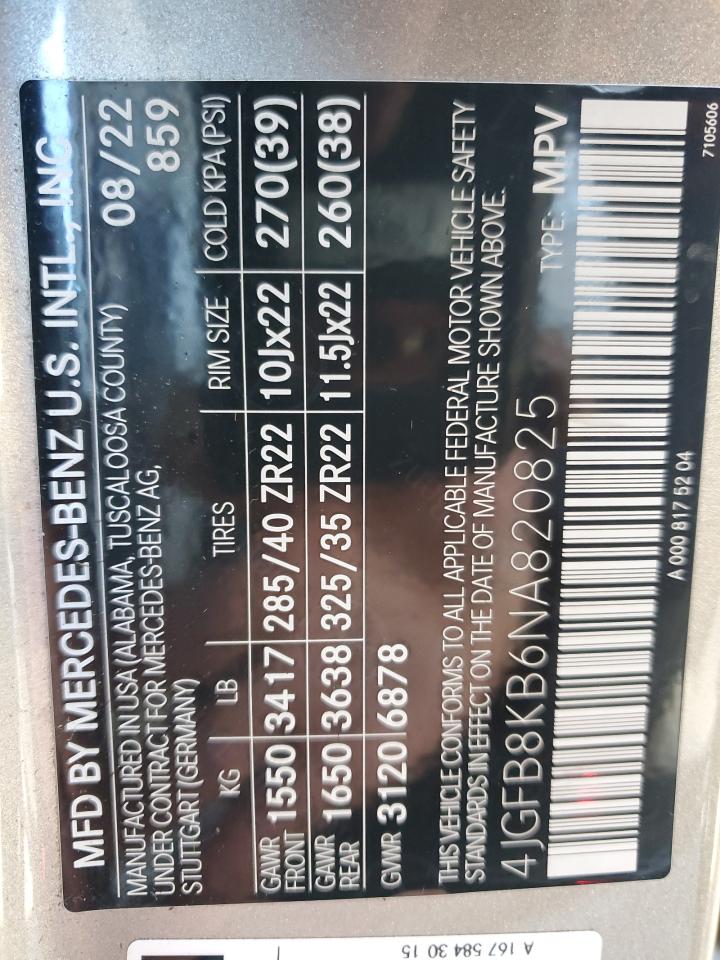 MFD BY MERCEDES-BENZ U.S. INTL., INC
MANUFACTURED IN USA (ALABAMA, TUSCALOOSA COUNTY) 08/22
UNDER CONTRACT FOR MERCEDES-BENZ AG, 859
STUTTGART (GERMANY)
KG LB TIRES RIM SIZE COLD KPA(PSI)
GAWR FRONT 1550 3417 285/40 ZR22 10Jx22 270(39)
GAWR REAR 1650 3638 325/35 ZR22 11.5Jx22 260(38)
GVWR 3120 6878
THIS VEHICLE CONFORMS TO ALL APPLICABLE FEDERAL MOTOR VEHICLE SAFETY
STANDARDS IN EFFECT ON THE DATE OF MANUFACTURE SHOWN ABOVE.
4JGFB8KB6NA820825 TYPE: MPV
A 000 817 52 04
7105606
A 167 584 30 15